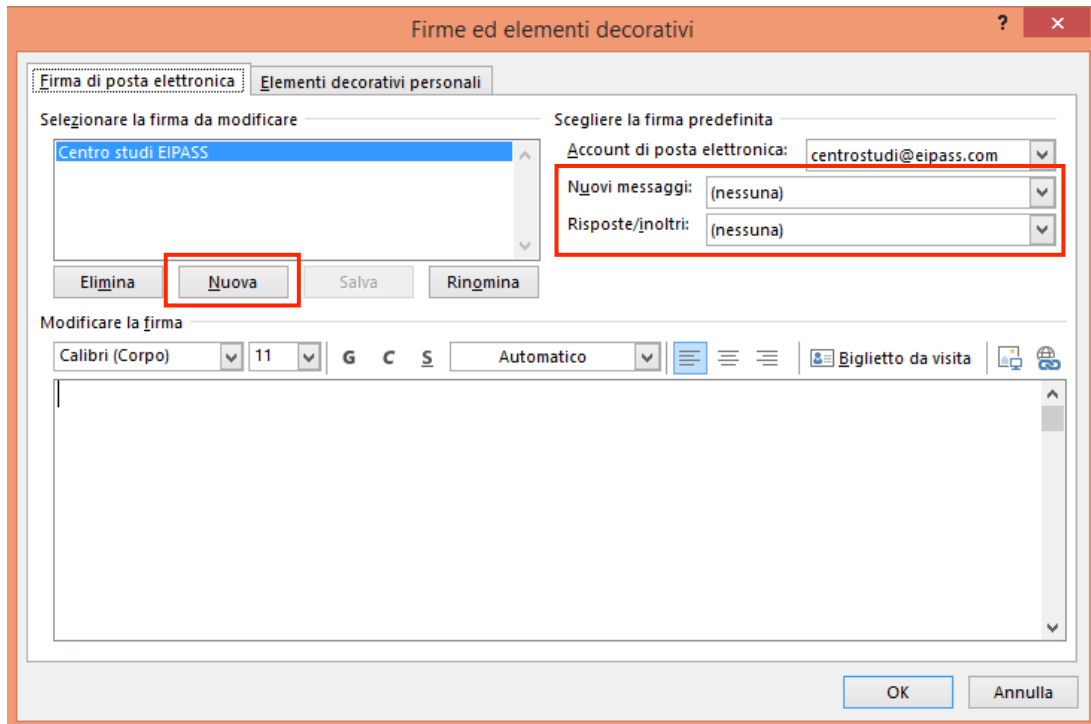 Firme ed elementi decorativi ?
Firma di posta elettronica Elementi decorativi personali
Selezionare la firma da modificare
Centro studi EIPASS
Elimina Nuova Salva Rinomina
Scegliere la firma predefinita
Account di posta elettronica: centrostudi@eipass.com
Nuovi messaggi: (nessuna)
Risposte/inoltri: (nessuna)
Modificare la firma
Calibri (Corpo) 11 G C S Automatico Biglietto da visita
OK Annulla